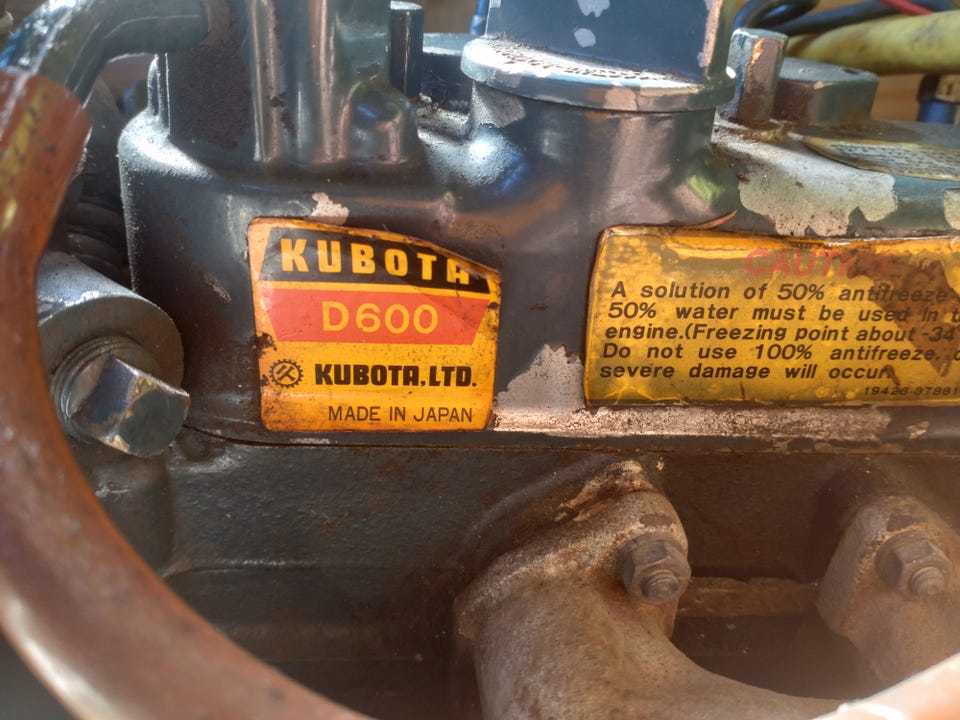 KUBOTA
D600
KUBOTA.LTD.
MADE IN JAPAN
CAUTION
A solution of 50% antifreeze
50% water must be used in
engine.(Freezing point about -34
Do not use 100% antifreeze,
severe damage will occur.